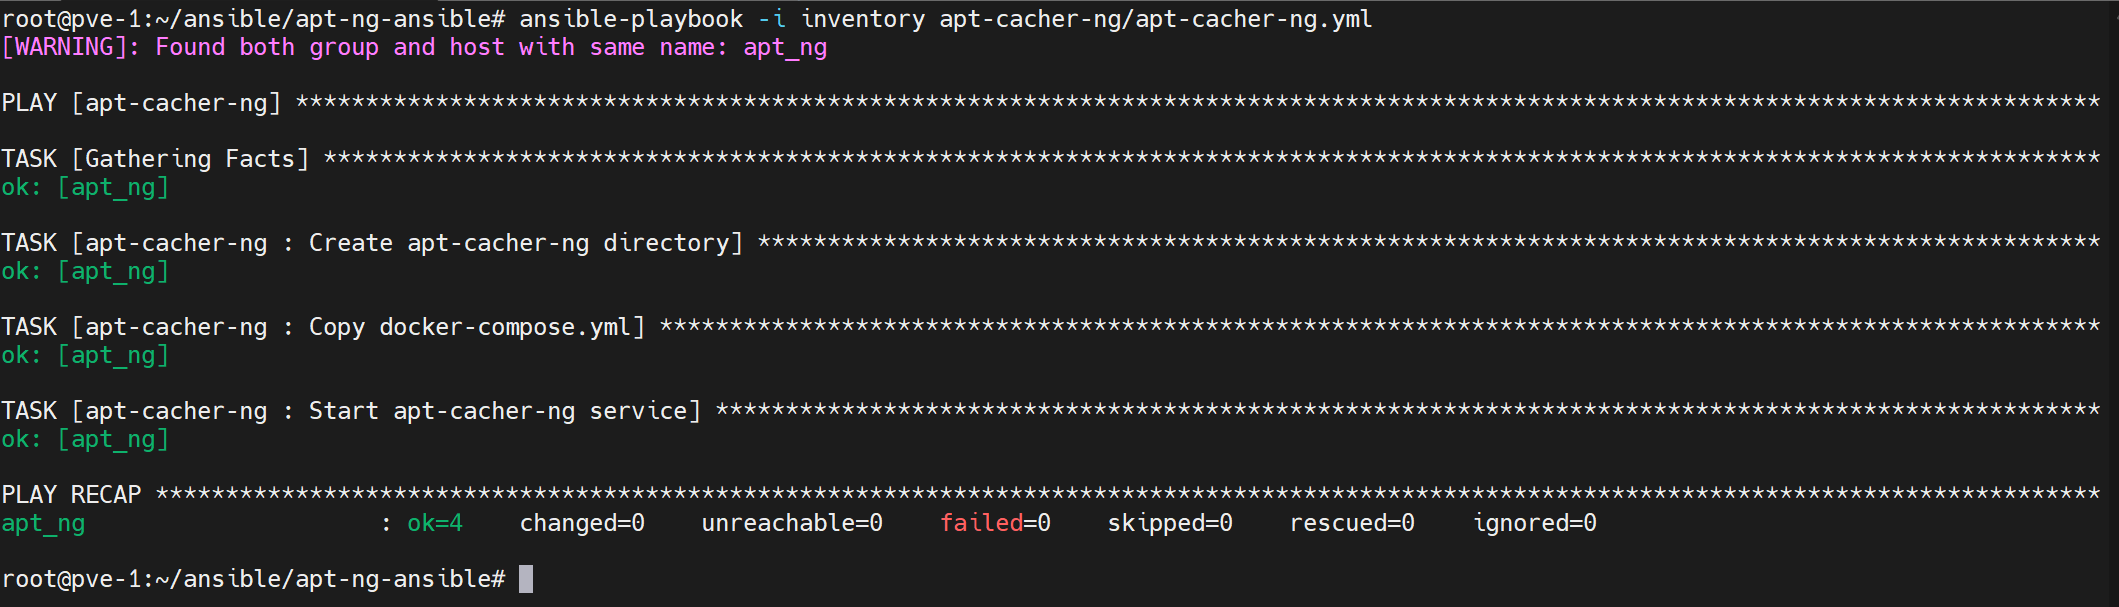 root@pve-1:~/ansible/apt-ng-ansible# ansible-playbook -i inventory apt-cacher-ng/apt-cacher-ng.yml
[WARNING]: Found both group and host with same name: apt_ng
PLAY [apt-cacher-ng] *********************************************************************************************************************************
TASK [Gathering Facts] *******************************************************************************************************************************
ok: [apt_ng]
TASK [apt-cacher-ng : Create apt-cacher-ng directory] ************************************************************************************************
ok: [apt_ng]
TASK [apt-cacher-ng : Copy docker-compose.yml] *******************************************************************************************************
ok: [apt_ng]
TASK [apt-cacher-ng : Start apt-cacher-ng service] ***************************************************************************************************
ok: [apt_ng]
PLAY RECAP *******************************************************************************************************************************************
apt_ng                     : ok=4    changed=0    unreachable=0    failed=0    skipped=0    rescued=0    ignored=0
root@pve-1:~/ansible/apt-ng-ansible#